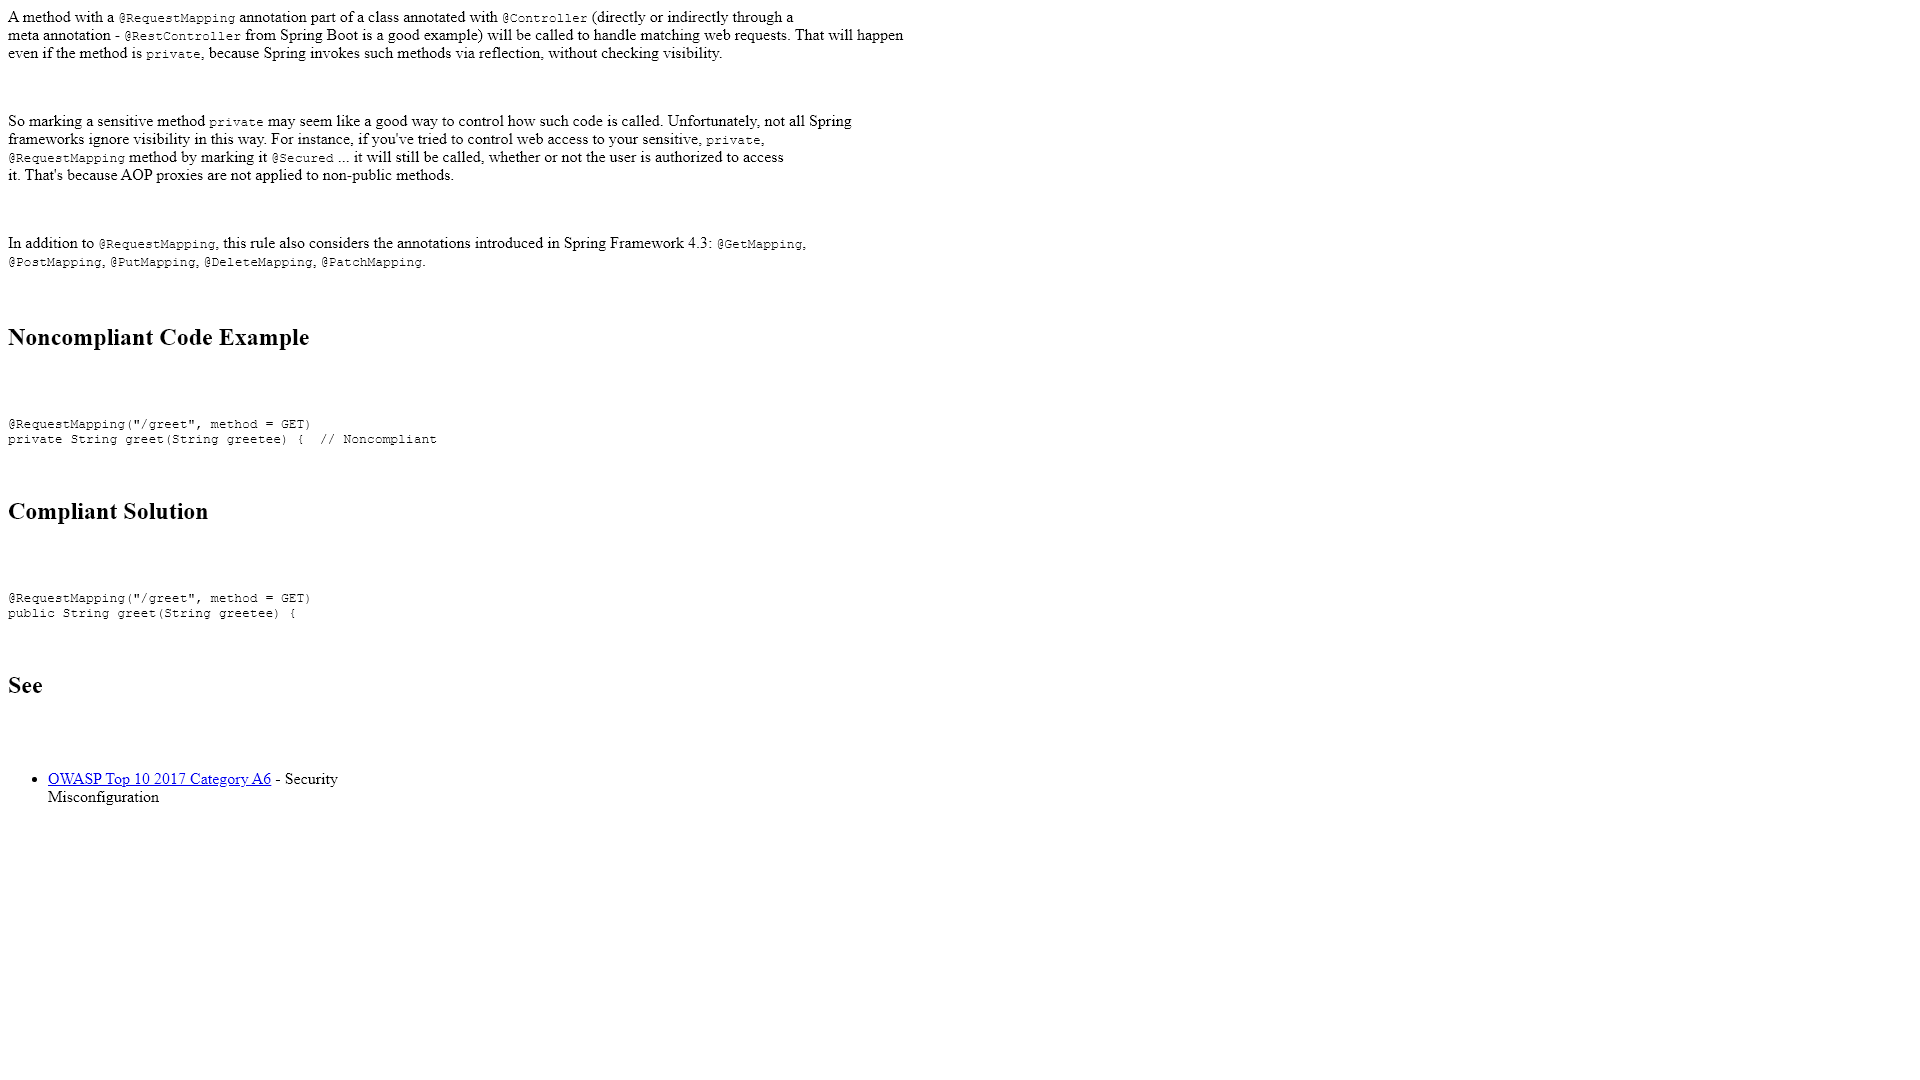 A method with a @RequestMapping annotation part of a class annotated with @Controller (directly or indirectly through a
meta annotation - @RestController from Spring Boot is a good example) will be called to handle matching web requests. That will happen
even if the method is private, because Spring invokes such methods via reflection, without checking visibility.
So marking a sensitive method private may seem like a good way to control how such code is called. Unfortunately, not all Spring
frameworks ignore visibility in this way. For instance, if you've tried to control web access to your sensitive, private,
@RequestMapping method by marking it @Secured ... it will still be called, whether or not the user is authorized to access
it. That's because AOP proxies are not applied to non-public methods.
In addition to @RequestMapping, this rule also considers the annotations introduced in Spring Framework 4.3: @GetMapping,
@PostMapping, @PutMapping, @DeleteMapping, @PatchMapping.
Noncompliant Code Example
@RequestMapping("/greet", method = GET)
private String greet(String greetee) {  // Noncompliant
Compliant Solution
@RequestMapping("/greet", method = GET)
public String greet(String greetee) {
See
• OWASP Top 10 2017 Category A6 - Security
Misconfiguration